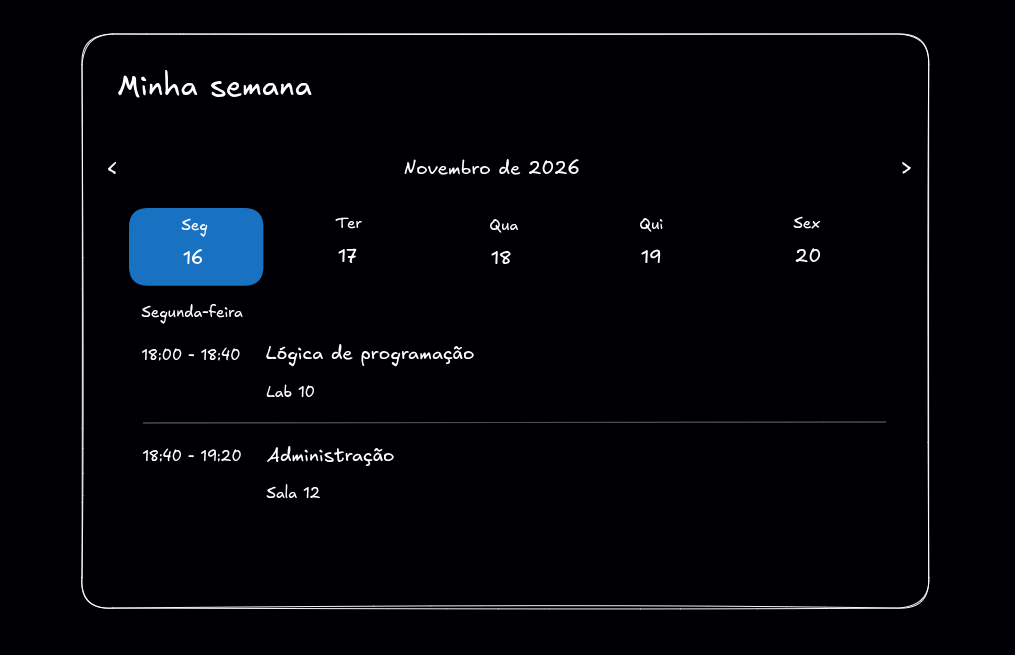 Minha semana
< Novembro de 2026 >
Seg Ter Qua Qui Sex
16 17 18 19 20
Segunda-feira
18:00 - 18:40 Lógica de programação
Lab 10
18:40 - 19:20 Administração
Sala 12